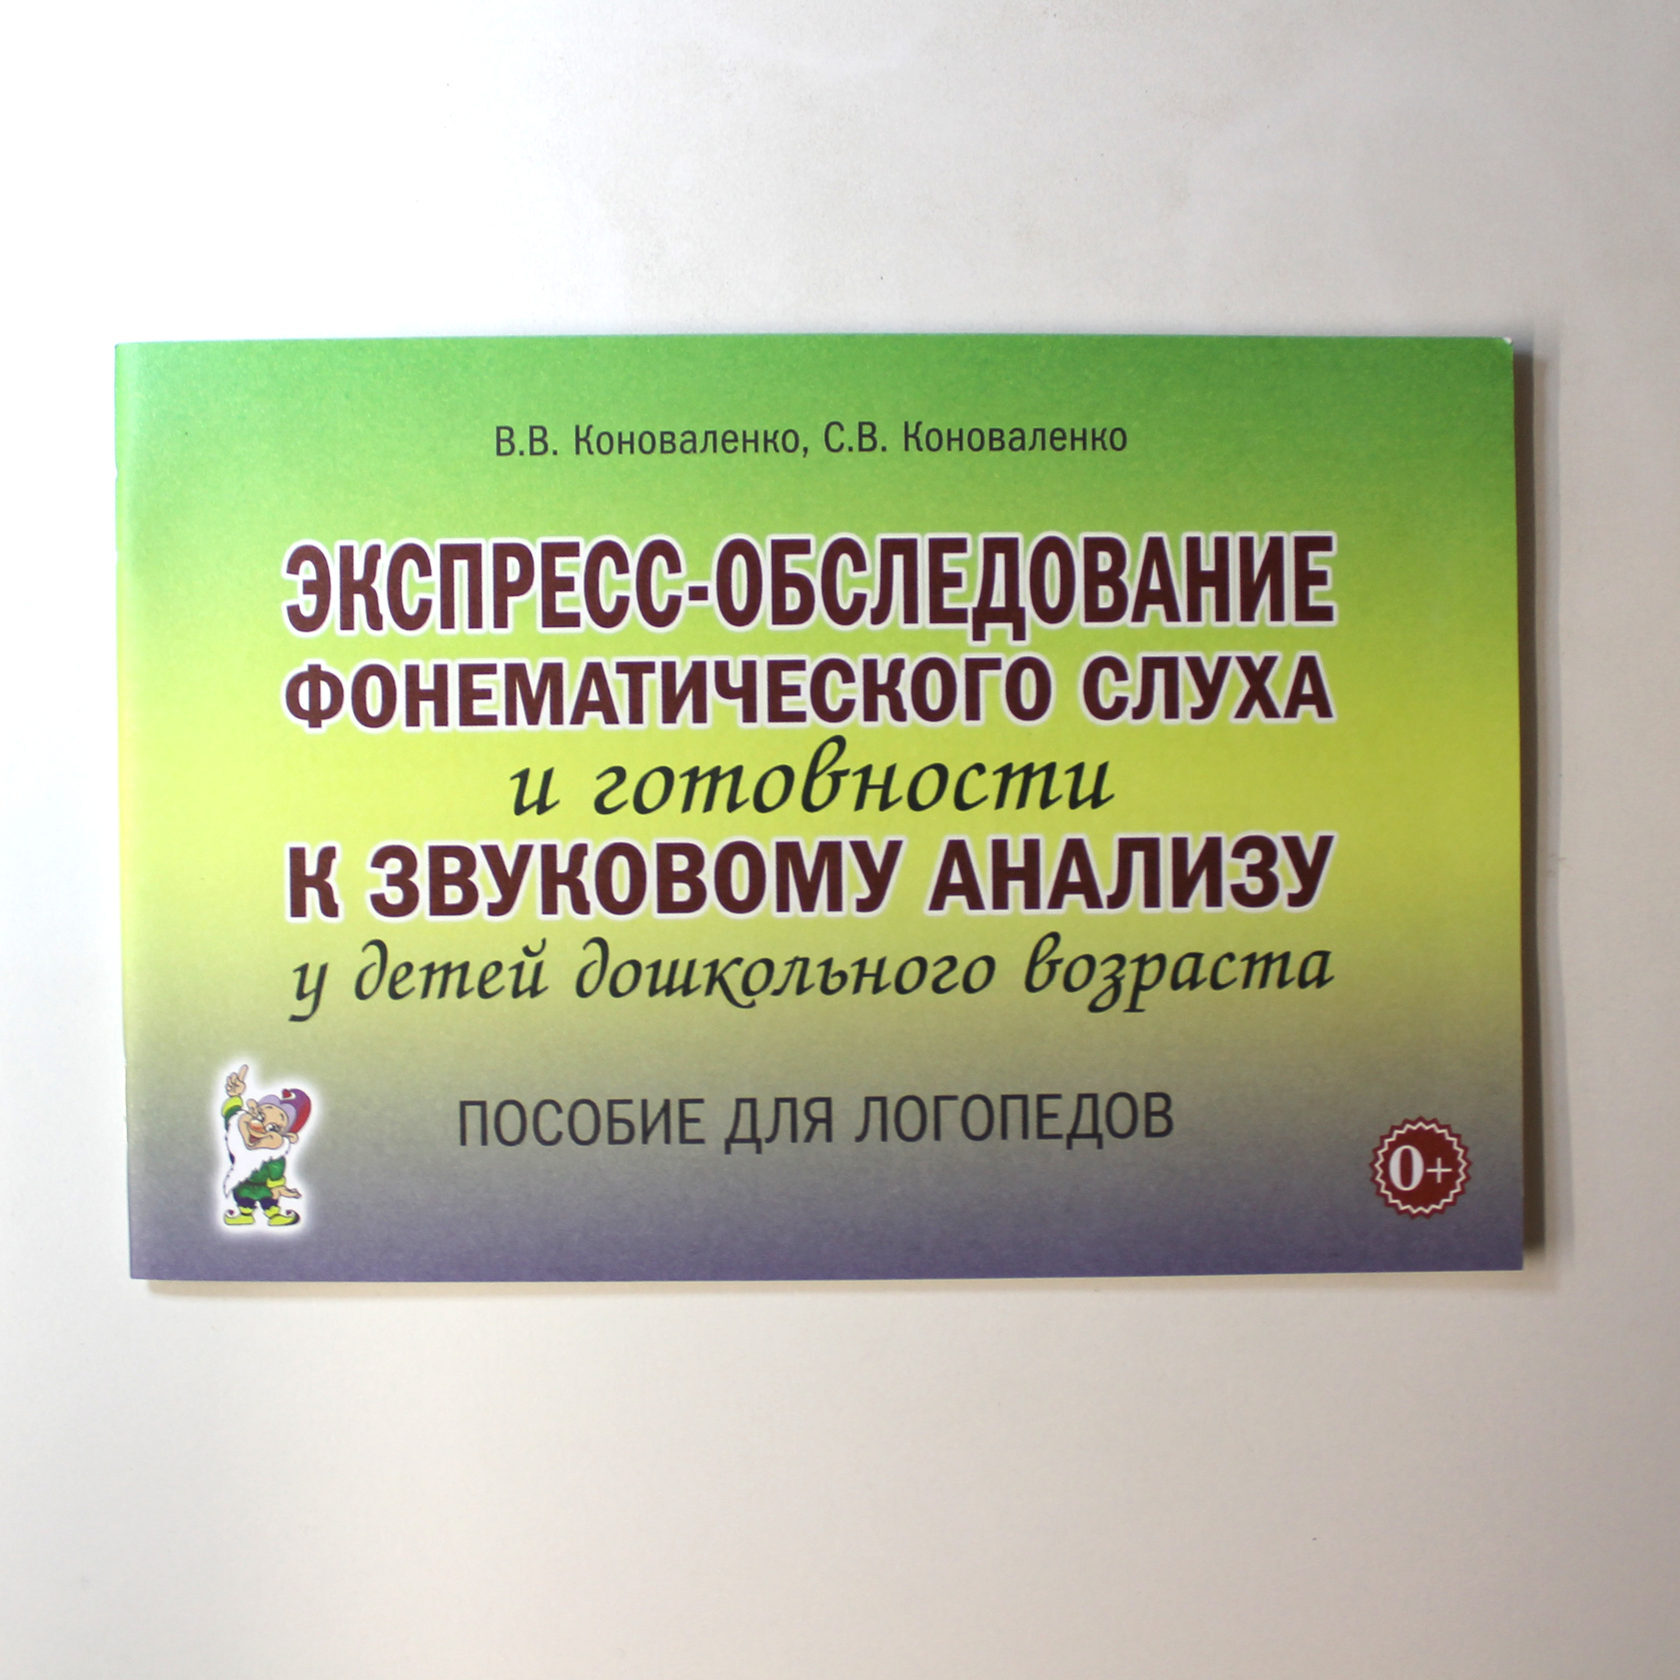 В.В. Коноваленко, С.В. Коноваленко
ЭКСПРЕСС-ОБСЛЕДОВАНИЕ
ФОНЕМАТИЧЕСКОГО СЛУХА
и готовности
К ЗВУКОВОМУ АНАЛИЗУ
у детей дошкольного возраста
ПОСОБИЕ ДЛЯ ЛОГОПЕДОВ
0+